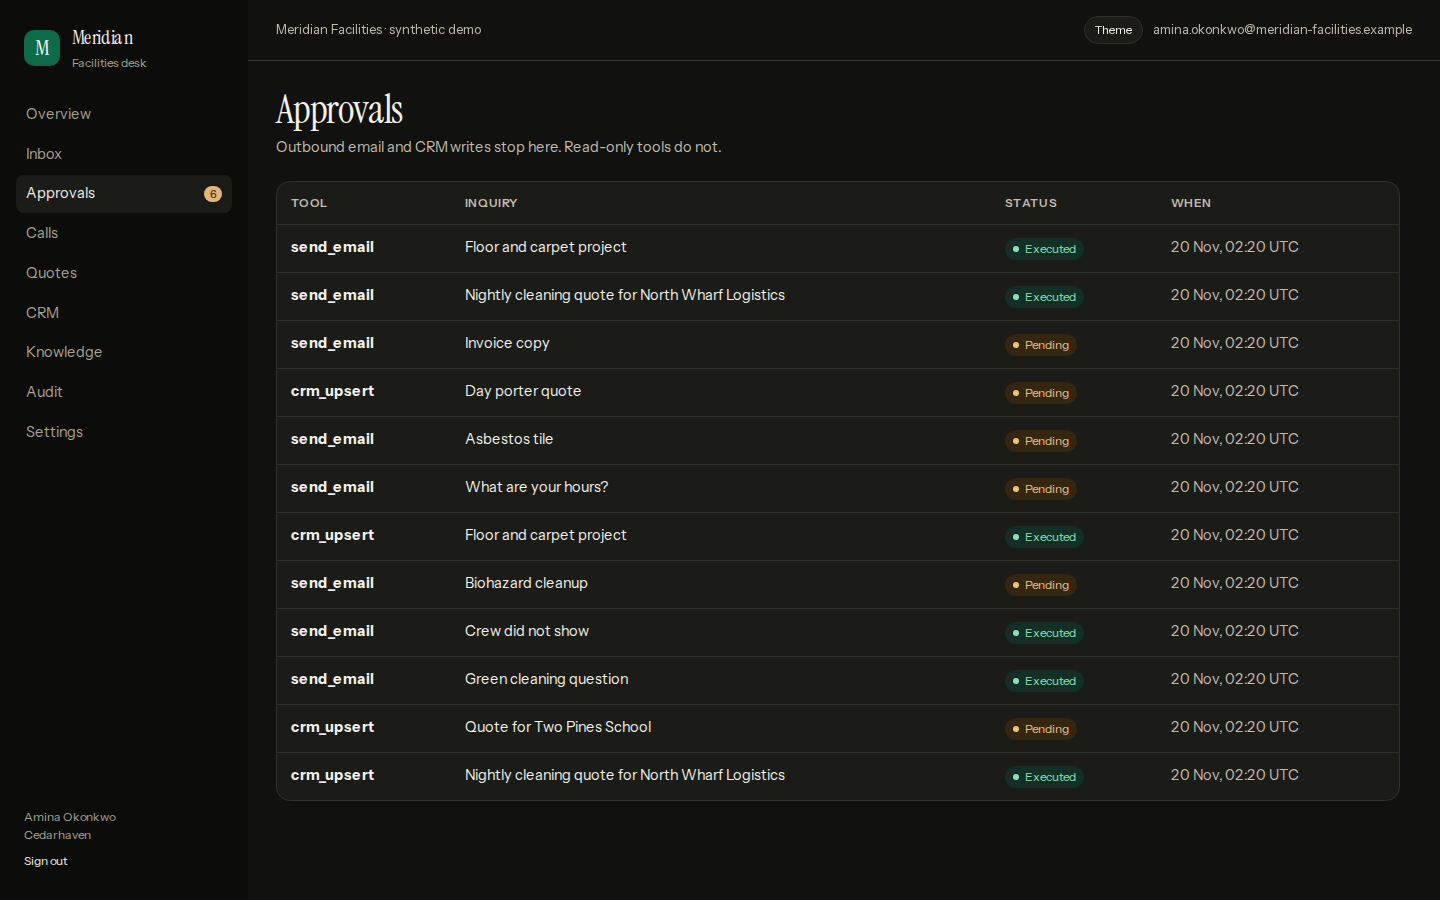 M
Meridian
Facilities desk
Overview
Inbox
Approvals 6
Calls
Quotes
CRM
Knowledge
Audit
Settings
Amina Okonkwo
Cedarhaven
Sign out
Meridian Facilities · synthetic demo
Theme amina.okonkwo@meridian-facilities.example
Approvals
Outbound email and CRM writes stop here. Read-only tools do not.
TOOL INQUIRY STATUS WHEN
send_email Floor and carpet project Executed 20 Nov, 02:20 UTC
send_email Nightly cleaning quote for North Wharf Logistics Executed 20 Nov, 02:20 UTC
send_email Invoice copy Pending 20 Nov, 02:20 UTC
crm_upsert Day porter quote Pending 20 Nov, 02:20 UTC
send_email Asbestos tile Pending 20 Nov, 02:20 UTC
send_email What are your hours? Pending 20 Nov, 02:20 UTC
crm_upsert Floor and carpet project Executed 20 Nov, 02:20 UTC
send_email Biohazard cleanup Pending 20 Nov, 02:20 UTC
send_email Crew did not show Executed 20 Nov, 02:20 UTC
send_email Green cleaning question Executed 20 Nov, 02:20 UTC
crm_upsert Quote for Two Pines School Pending 20 Nov, 02:20 UTC
crm_upsert Nightly cleaning quote for North Wharf Logistics Executed 20 Nov, 02:20 UTC